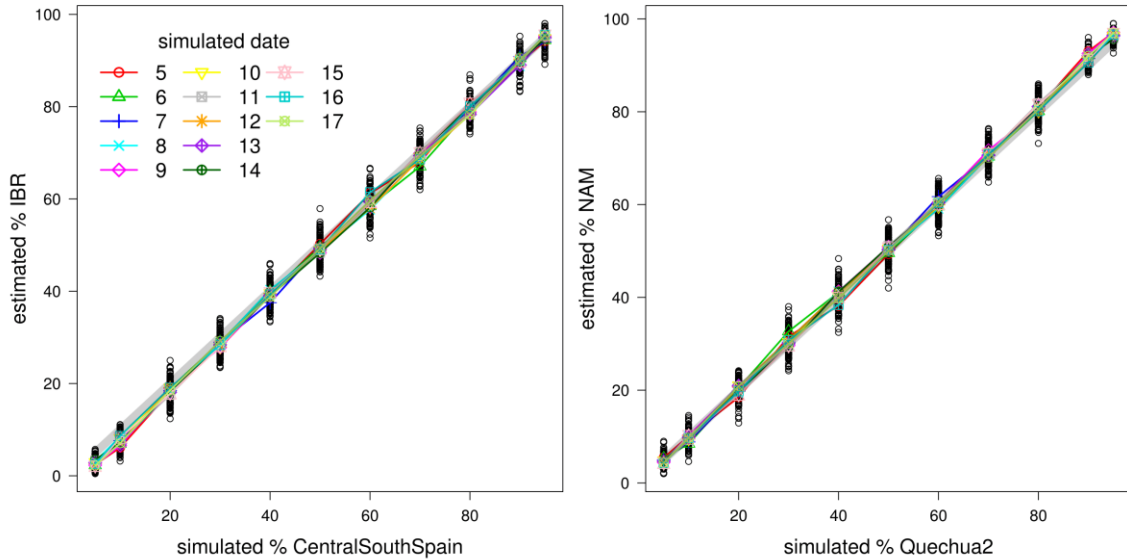 simulated date
5 10 15
6 11 16
7 12 17
8 13
9 14
estimated % IBR
100
80
60
40
20
0
20 40 60 80
simulated % CentralSouthSpain
estimated % NAM
100
80
60
40
20
0
20 40 60 80
simulated % Quechua2